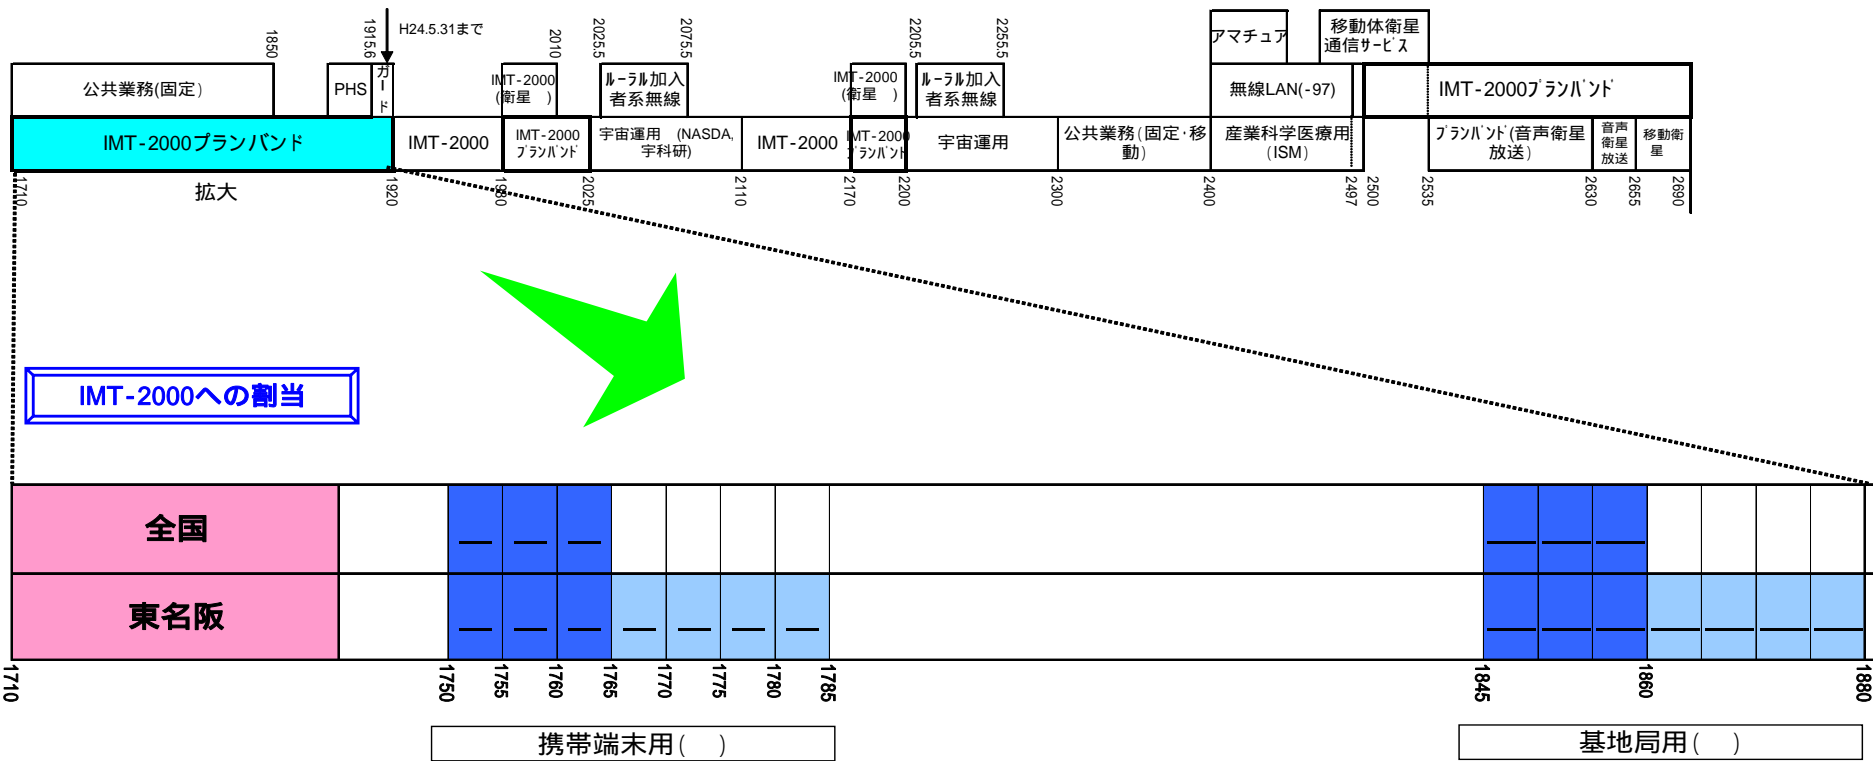 1850
1915.6
H24.5.31まで
2010
2025.5
2075.5
2205.5
2255.5
アマチュア
移動体衛星
通信ｻｰﾋﾞｽ
公共業務(固定)
PHS
ガード
IMT-2000
(衛星 )
ﾙｰﾗﾙ加入
者系無線
IMT-2000
(衛星 )
ﾙｰﾗﾙ加入
者系無線
無線LAN(-97)
IMT-2000ﾌﾟﾗﾝﾊﾞﾝﾄﾞ
IMT-2000プランバンド
IMT-2000
IMT-2000
ﾌﾟﾗﾝﾊﾞﾝﾄﾞ
宇宙運用 (NASDA,
宇科研)
IMT-2000
IMT-2000
ﾌﾟﾗﾝﾊﾞﾝﾄﾞ
宇宙運用
公共業務(固定・移
動)
産業科学医療用
(ISM)
ﾌﾟﾗﾝﾊﾞﾝﾄﾞ(音声衛星
放送)
音声
衛星
放送
移動衛
星
1710
拡大
1920
1980
2025
2110
2170
2200
2300
2400
2497
2500
2535
2630
2655
2690
IMT-2000への割当
全国
東名阪
1710
1750
1755
1760
1765
1770
1775
1780
1785
1845
1860
1880
携帯端末用( )
基地局用( )